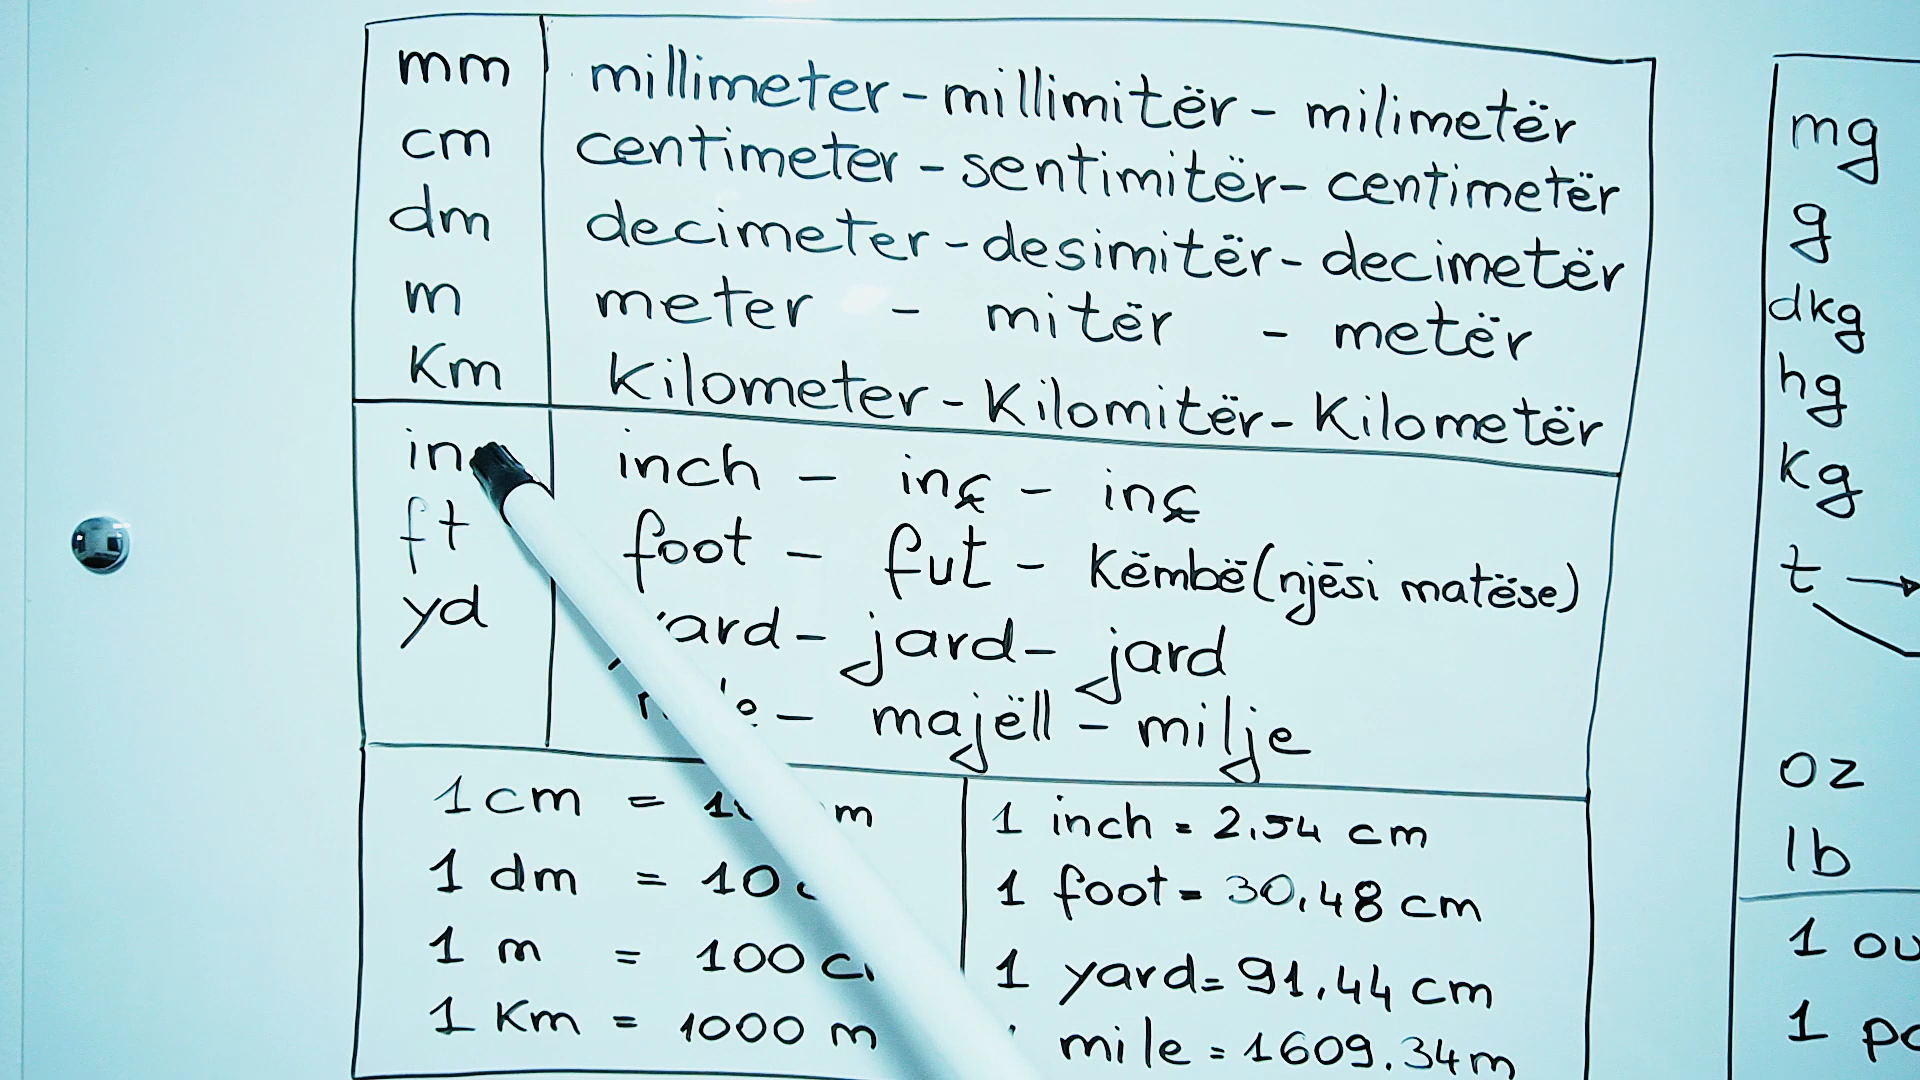 mm millimeter - millimitër - milimetër
cm centimeter - sentimitër - centimetër
dm decimeter - desimitër - decimetër
m meter - mitër - metër
Km Kilometer - Kilomitër - Kilometër
in inch - inç - inç
ft foot - fut - Këmbë (njësi matëse)
yd - jard - jard
- majëll - milje
1 cm =
1 dm = 10
1 m = 100
1 Km = 1000 m
1 inch = 2.54 cm
1 foot = 30.48 cm
1 yard = 91.44 cm
mile = 1609.34m
mg
g
dkg
hg
kg
t
oz
lb
1
1